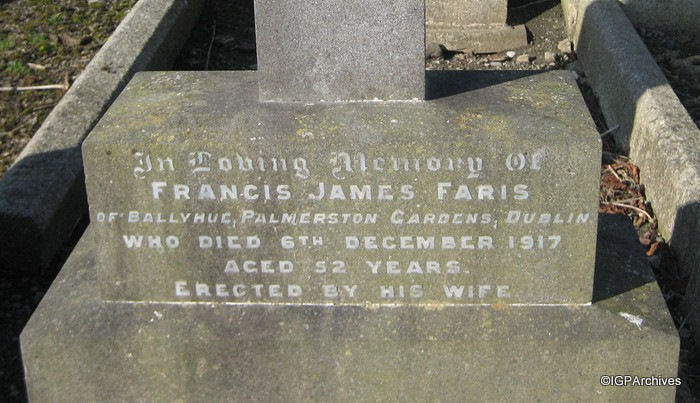 In Loving Memory Of
FRANCIS JAMES FARIS
OF BALLYHUE, PALMERSTON GARDENS, DUBLIN
WHO DIED 6TH DECEMBER 1917
AGED 52 YEARS.
ERECTED BY HIS WIFE.
©IGPArchives